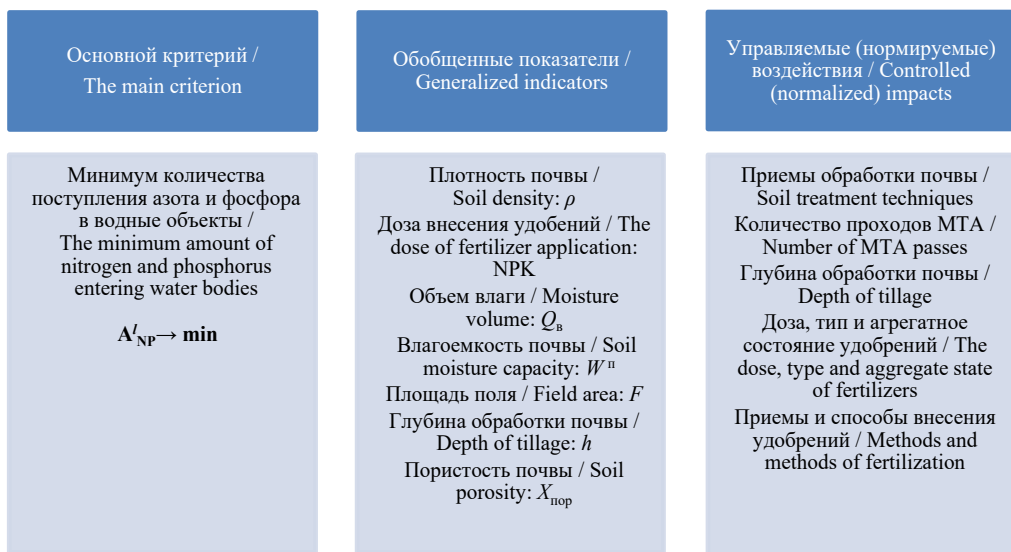 Основной критерий /
The main criterion
Обобщенные показатели /
Generalized indicators
Управляемые (нормируемые)
воздействия / Controlled
(normalized) impacts
Минимум количества
поступления азота и фосфора
в водные объекты /
The minimum amount of
nitrogen and phosphorus
entering water bodies
A^I_NP → min
Плотность почвы /
Soil density: ρ
Доза внесения удобений / The
dose of fertilizer application:
NPK
Объем влаги / Moisture
volume: Q_в
Влагоемкость почвы / Soil
moisture capacity: W^п
Площадь поля / Field area: F
Глубина обработки почвы /
Depth of tillage: h
Пористость почвы / Soil
porosity: X_пор
Приемы обработки почвы /
Soil treatment techniques
Количество проходов МТА /
Number of MTA passes
Глубина обработки почвы /
Depth of tillage
Доза, тип и агрегатное
состояние удобрений / The
dose, type and aggregate state
of fertilizers
Приемы и способы внесения
удобрений / Methods and
methods of fertilization